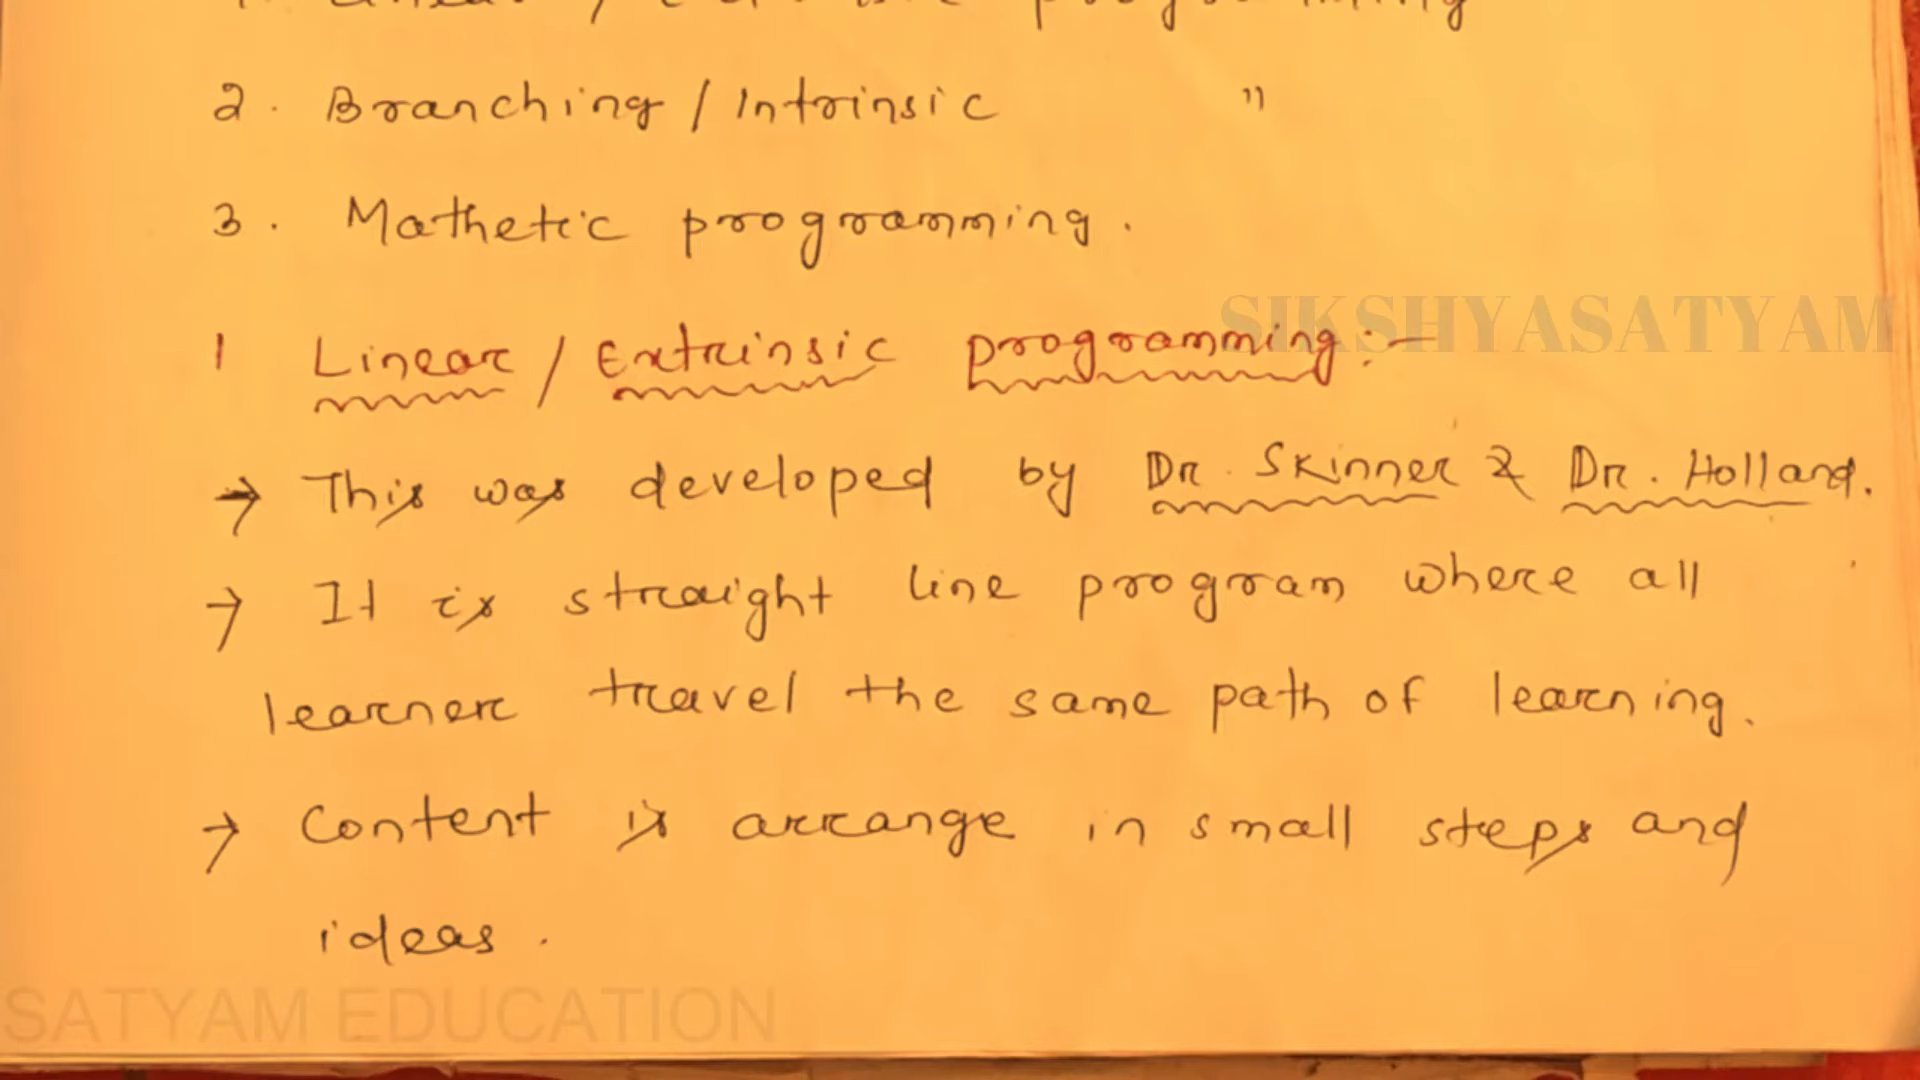 programming
2. Branching / Intrinsic "
3. Mathetic programming.
SIKSHYASATYAM
1 Linear / Extrinsic programming:-
→ This was developed by Dr. Skinner & Dr. Holland.
→ It is straight line program where all
learner travel the same path of learning.
→ Content is arrange in small steps and
ideas.
SATYAM EDUCATION